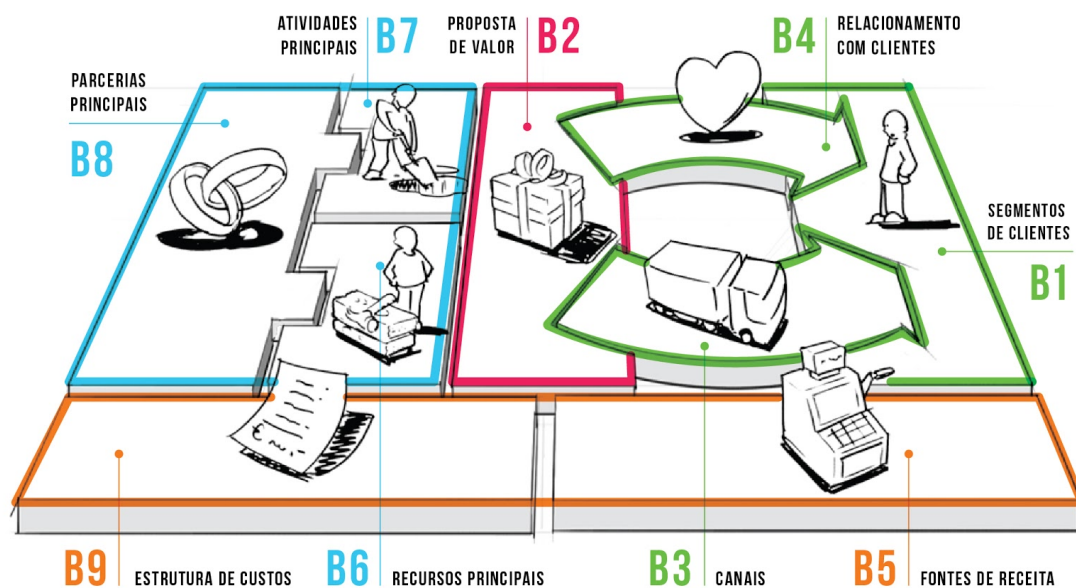 ATIVIDADES
PRINCIPAIS
B7
PROPOSTA
DE VALOR
B2
B4
RELACIONAMENTO
COM CLIENTES
PARCERIAS
PRINCIPAIS
B8
SEGMENTOS
DE CLIENTES
B1
B9
ESTRUTURA DE CUSTOS
B6
RECURSOS PRINCIPAIS
B3
CANAIS
B5
FONTES DE RECEITA